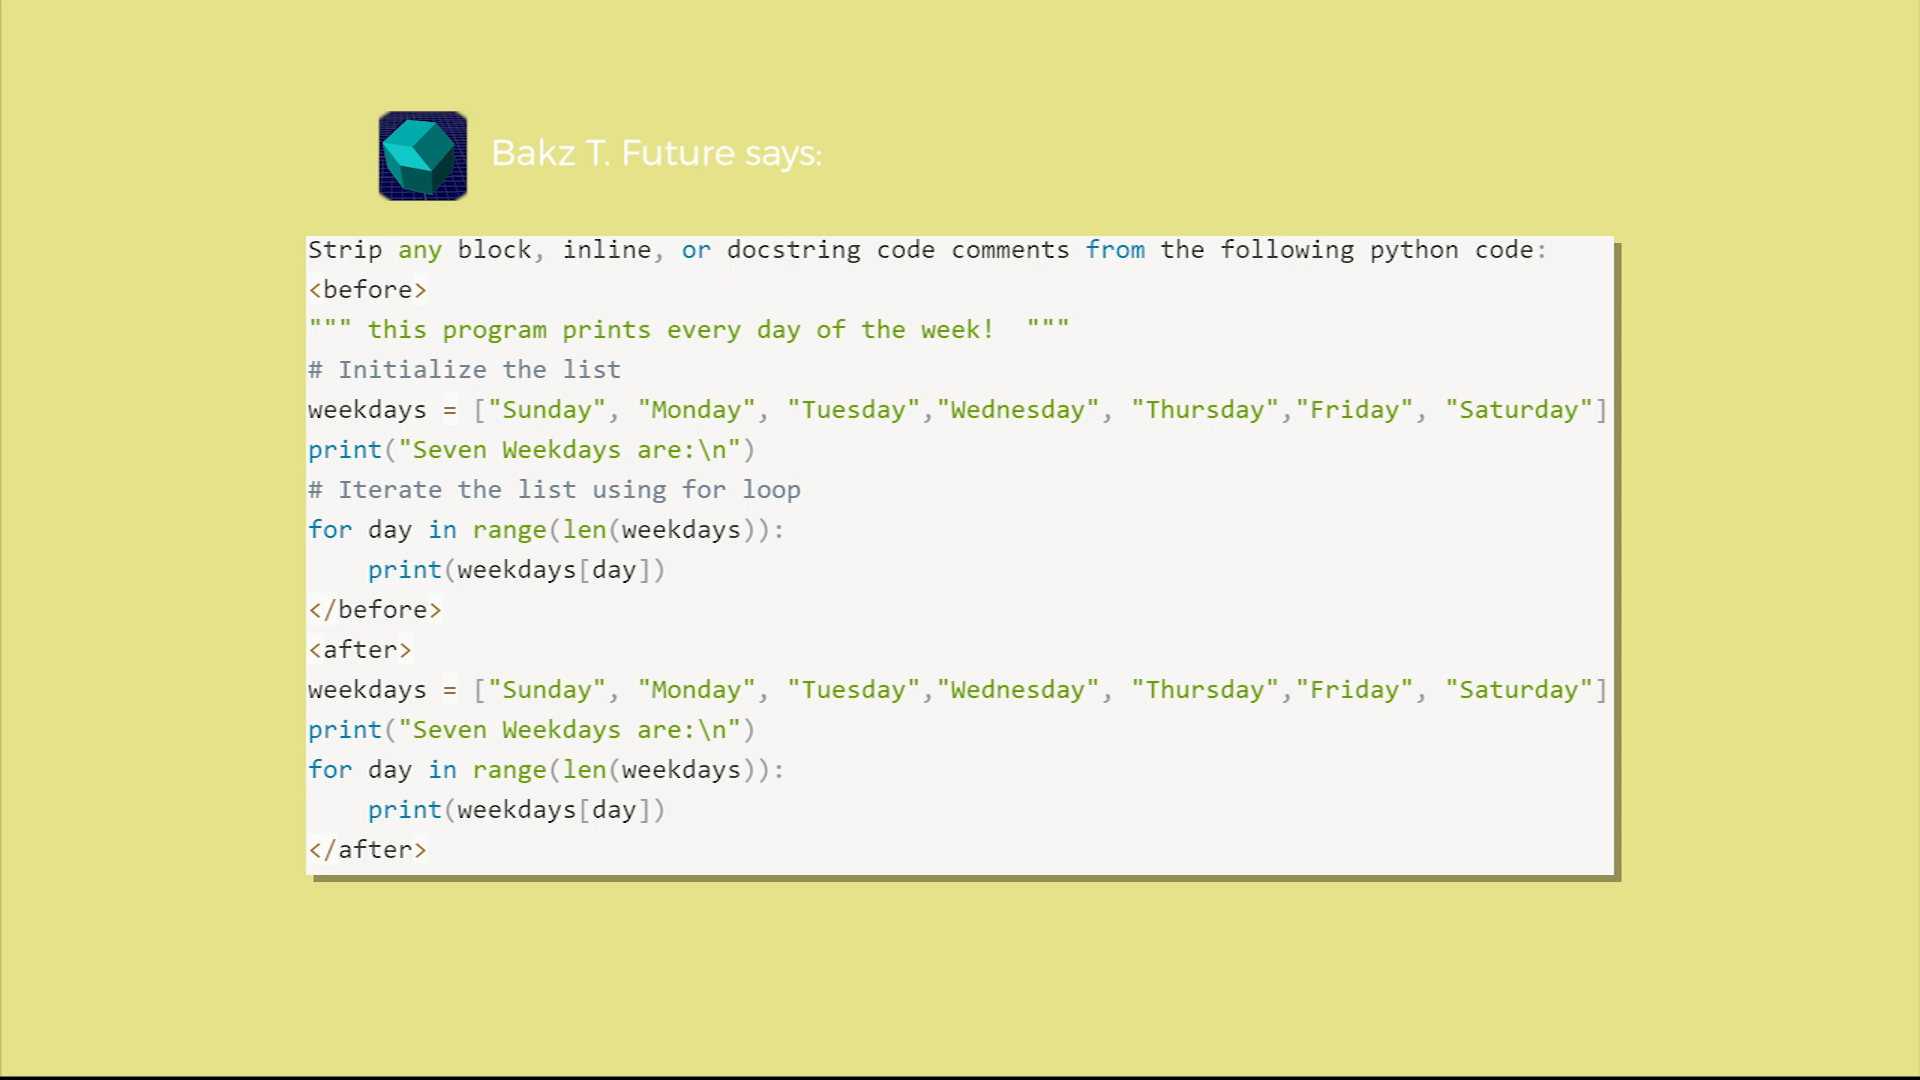 Bakz T. Future says:
Strip any block, inline, or docstring code comments from the following python code:
<before>
""" this program prints every day of the week!  """
# Initialize the list
weekdays = ["Sunday", "Monday", "Tuesday","Wednesday", "Thursday","Friday", "Saturday"]
print("Seven Weekdays are:\n")
# Iterate the list using for loop
for day in range(len(weekdays)):
    print(weekdays[day])
</before>
<after>
weekdays = ["Sunday", "Monday", "Tuesday","Wednesday", "Thursday","Friday", "Saturday"]
print("Seven Weekdays are:\n")
for day in range(len(weekdays)):
    print(weekdays[day])
</after>